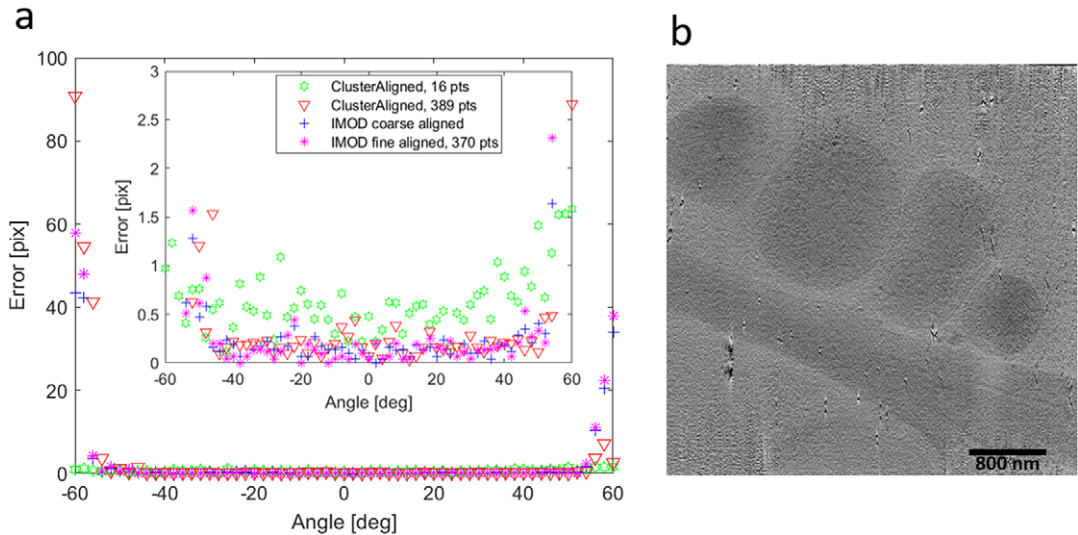 a
100
80
60
40
20
0
Error [pix]
-60
-40
-20
0
20
40
60
Angle [deg]
3
2.5
2
1.5
1
0.5
0
Error [pix]
-60
-40
-20
0
20
40
60
Angle [deg]
ClusterAligned, 16 pts
ClusterAligned, 389 pts
IMOD coarse aligned
IMOD fine aligned, 370 pts
b
800 nm